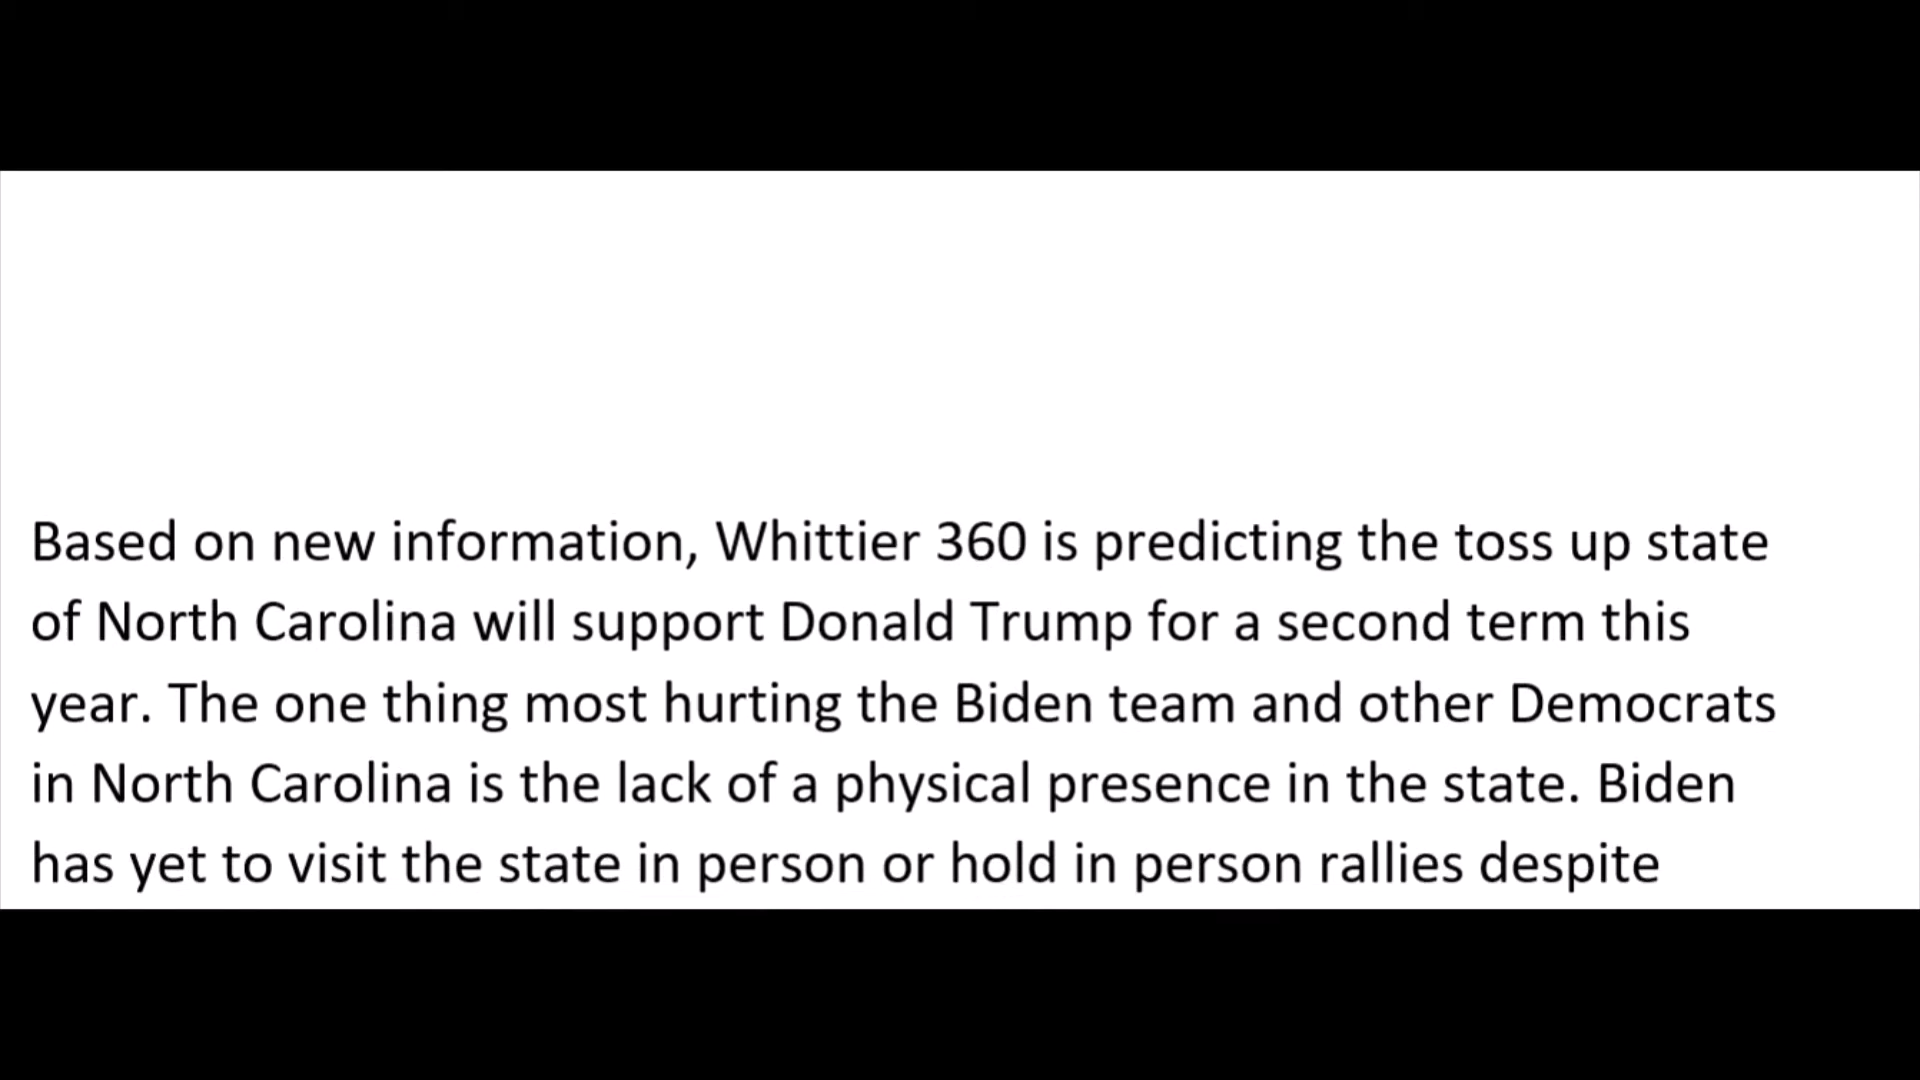 Based on new information, Whittier 360 is predicting the toss up state
of North Carolina will support Donald Trump for a second term this
year. The one thing most hurting the Biden team and other Democrats
in North Carolina is the lack of a physical presence in the state. Biden
has yet to visit the state in person or hold in person rallies despite